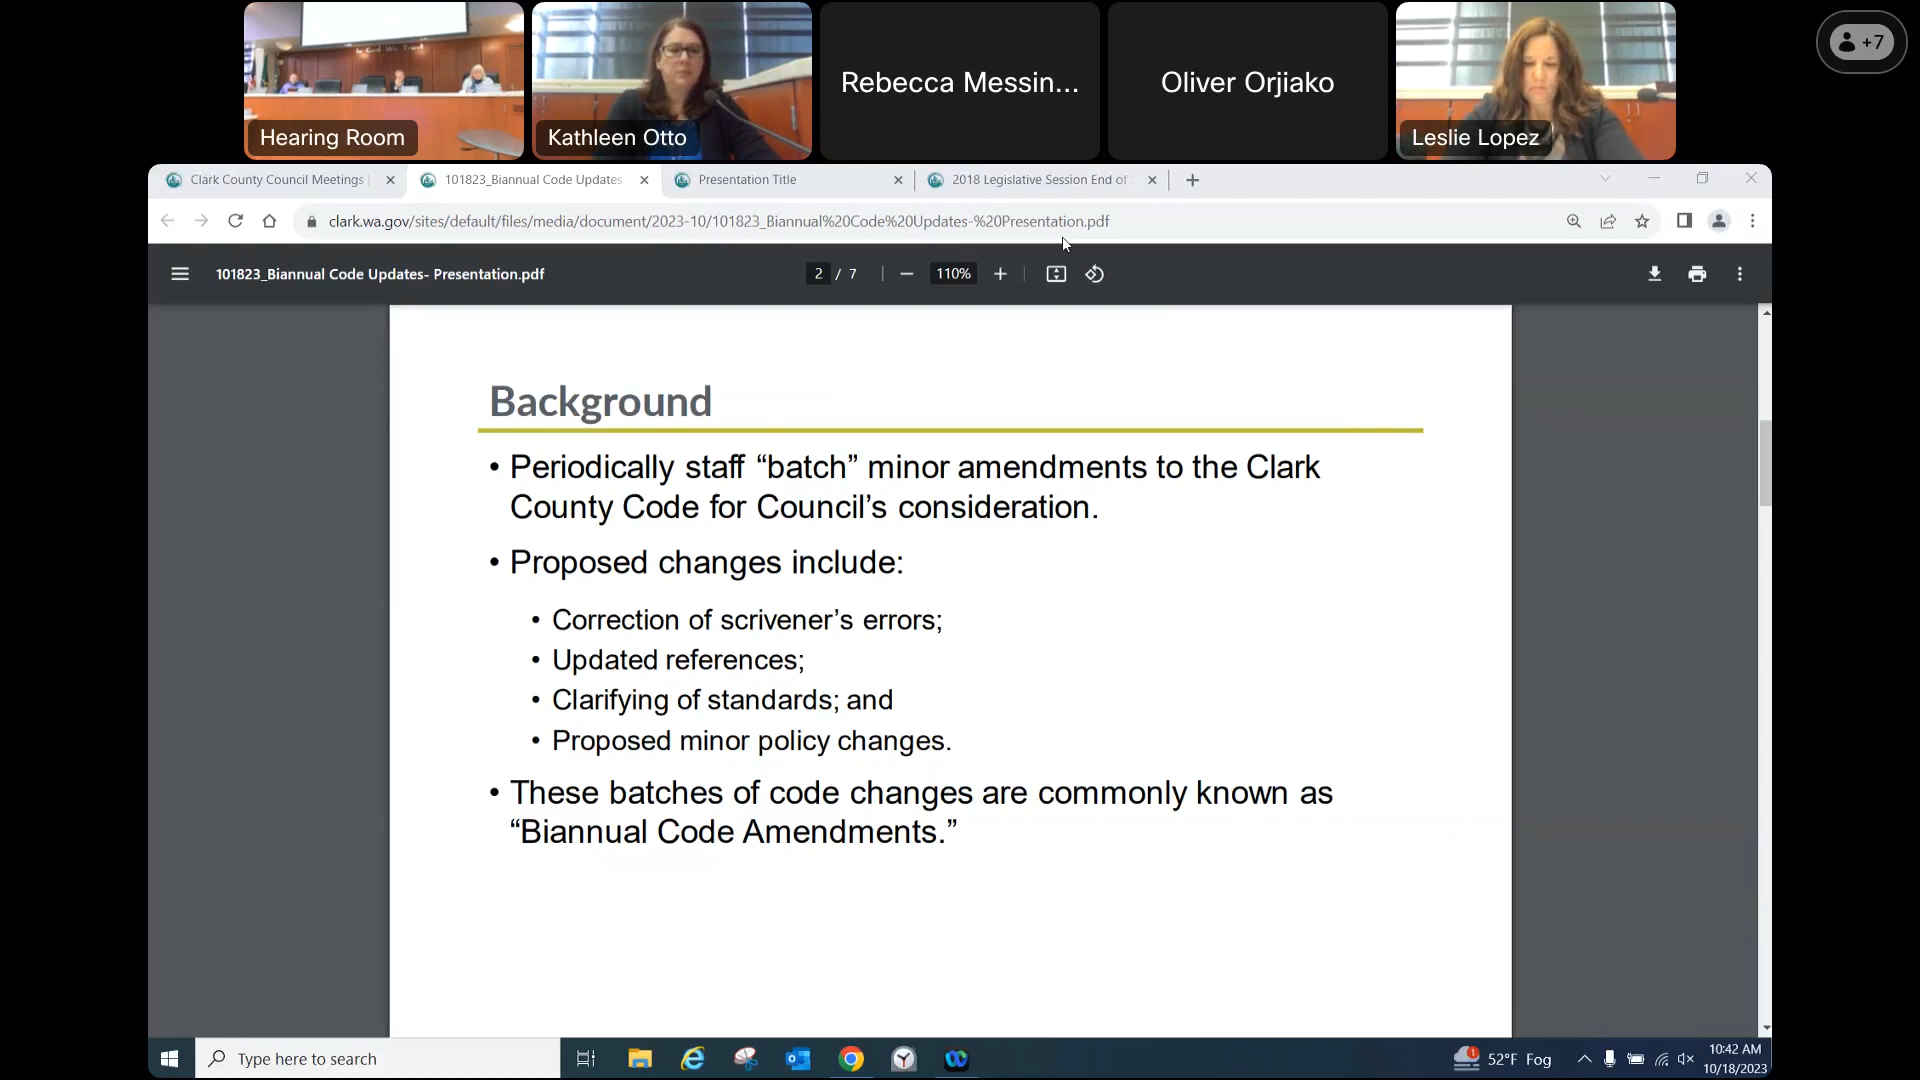 In God We Trust
Hearing Room
Kathleen Otto
Rebecca Messin...
Oliver Orjiako
Leslie Lopez
+7
Clark County Council Meetings
101823_Biannual Code Updates-
Presentation Title
2018 Legislative Session End of
clark.wa.gov/sites/default/files/media/document/2023-10/101823_Biannual%20Code%20Updates-%20Presentation.pdf
101823_Biannual Code Updates- Presentation.pdf
2 / 7
110%
Background
• Periodically staff “batch” minor amendments to the Clark
County Code for Council’s consideration.
• Proposed changes include:
• Correction of scrivener’s errors;
• Updated references;
• Clarifying of standards; and
• Proposed minor policy changes.
• These batches of code changes are commonly known as
“Biannual Code Amendments.”
Type here to search
1
52°F Fog
10:42 AM
10/18/2023